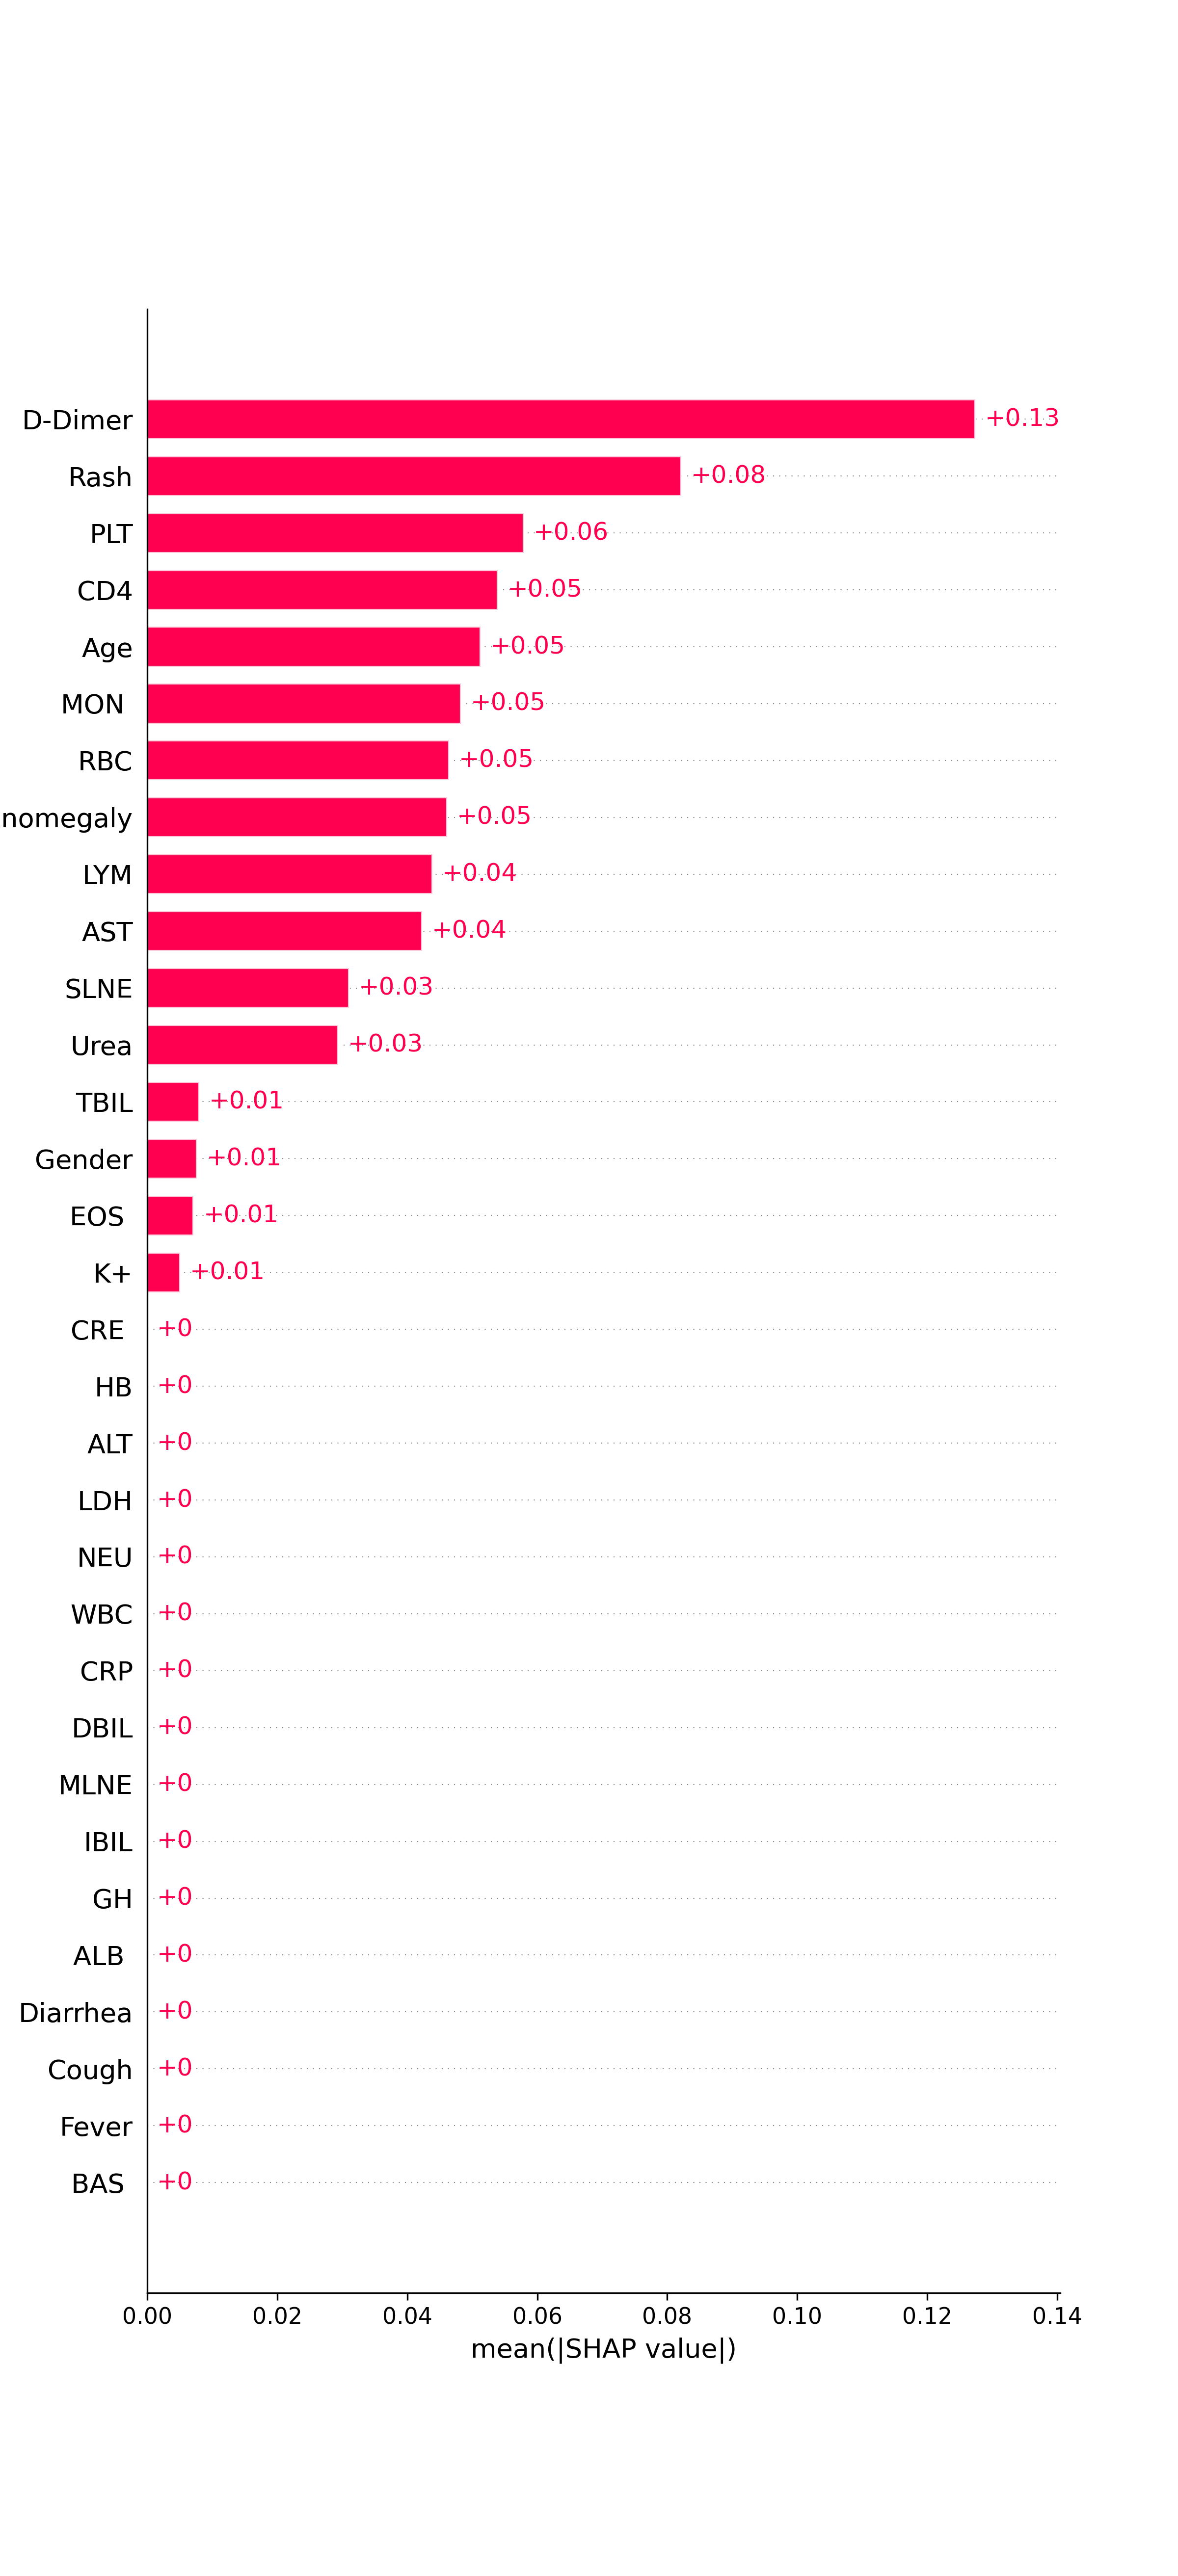 D-Dimer +0.13
Rash +0.08
PLT +0.06
CD4 +0.05
Age +0.05
MON +0.05
RBC +0.05
nomegaly +0.05
LYM +0.04
AST +0.04
SLNE +0.03
Urea +0.03
TBIL +0.01
Gender +0.01
EOS +0.01
K+ +0.01
CRE +0
HB +0
ALT +0
LDH +0
NEU +0
WBC +0
CRP +0
DBIL +0
MLNE +0
IBIL +0
GH +0
ALB +0
Diarrhea +0
Cough +0
Fever +0
BAS +0
0.00 0.02 0.04 0.06 0.08 0.10 0.12 0.14
mean(|SHAP value|)